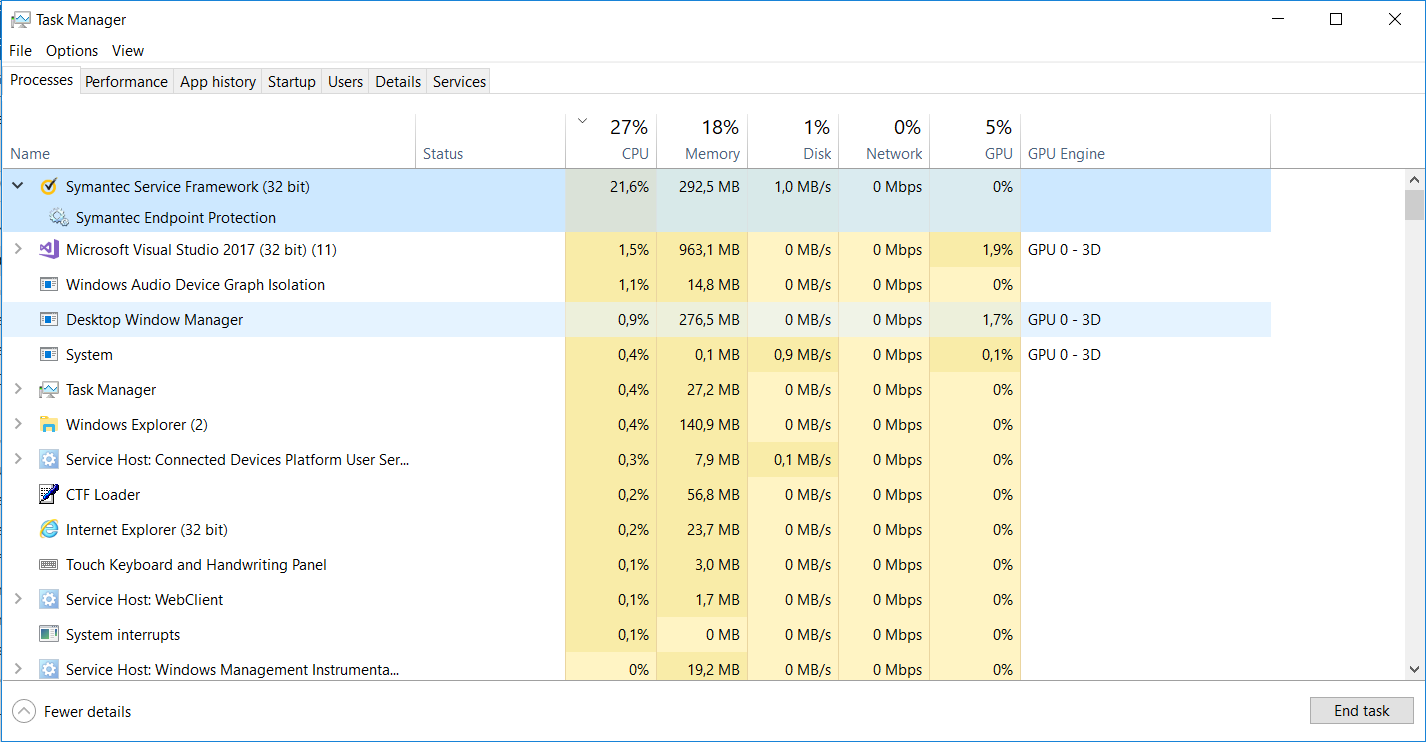 Task Manager
File Options View
Processes Performance App history Startup Users Details Services
27% 18% 1% 0% 5%
Name Status CPU Memory Disk Network GPU GPU Engine
Symantec Service Framework (32 bit) 21,6% 292,5 MB 1,0 MB/s 0 Mbps 0%
Symantec Endpoint Protection
Microsoft Visual Studio 2017 (32 bit) (11) 1,5% 963,1 MB 0 MB/s 0 Mbps 1,9% GPU 0 - 3D
Windows Audio Device Graph Isolation 1,1% 14,8 MB 0 MB/s 0 Mbps 0%
Desktop Window Manager 0,9% 276,5 MB 0 MB/s 0 Mbps 1,7% GPU 0 - 3D
System 0,4% 0,1 MB 0,9 MB/s 0 Mbps 0,1% GPU 0 - 3D
Task Manager 0,4% 27,2 MB 0 MB/s 0 Mbps 0%
Windows Explorer (2) 0,4% 140,9 MB 0 MB/s 0 Mbps 0%
Service Host: Connected Devices Platform User Ser... 0,3% 7,9 MB 0,1 MB/s 0 Mbps 0%
CTF Loader 0,2% 56,8 MB 0 MB/s 0 Mbps 0%
Internet Explorer (32 bit) 0,2% 23,7 MB 0 MB/s 0 Mbps 0%
Touch Keyboard and Handwriting Panel 0,1% 3,0 MB 0 MB/s 0 Mbps 0%
Service Host: WebClient 0,1% 1,7 MB 0 MB/s 0 Mbps 0%
System interrupts 0,1% 0 MB 0 MB/s 0 Mbps 0%
Service Host: Windows Management Instrumenta... 0% 19,2 MB 0 MB/s 0 Mbps 0%
Fewer details End task